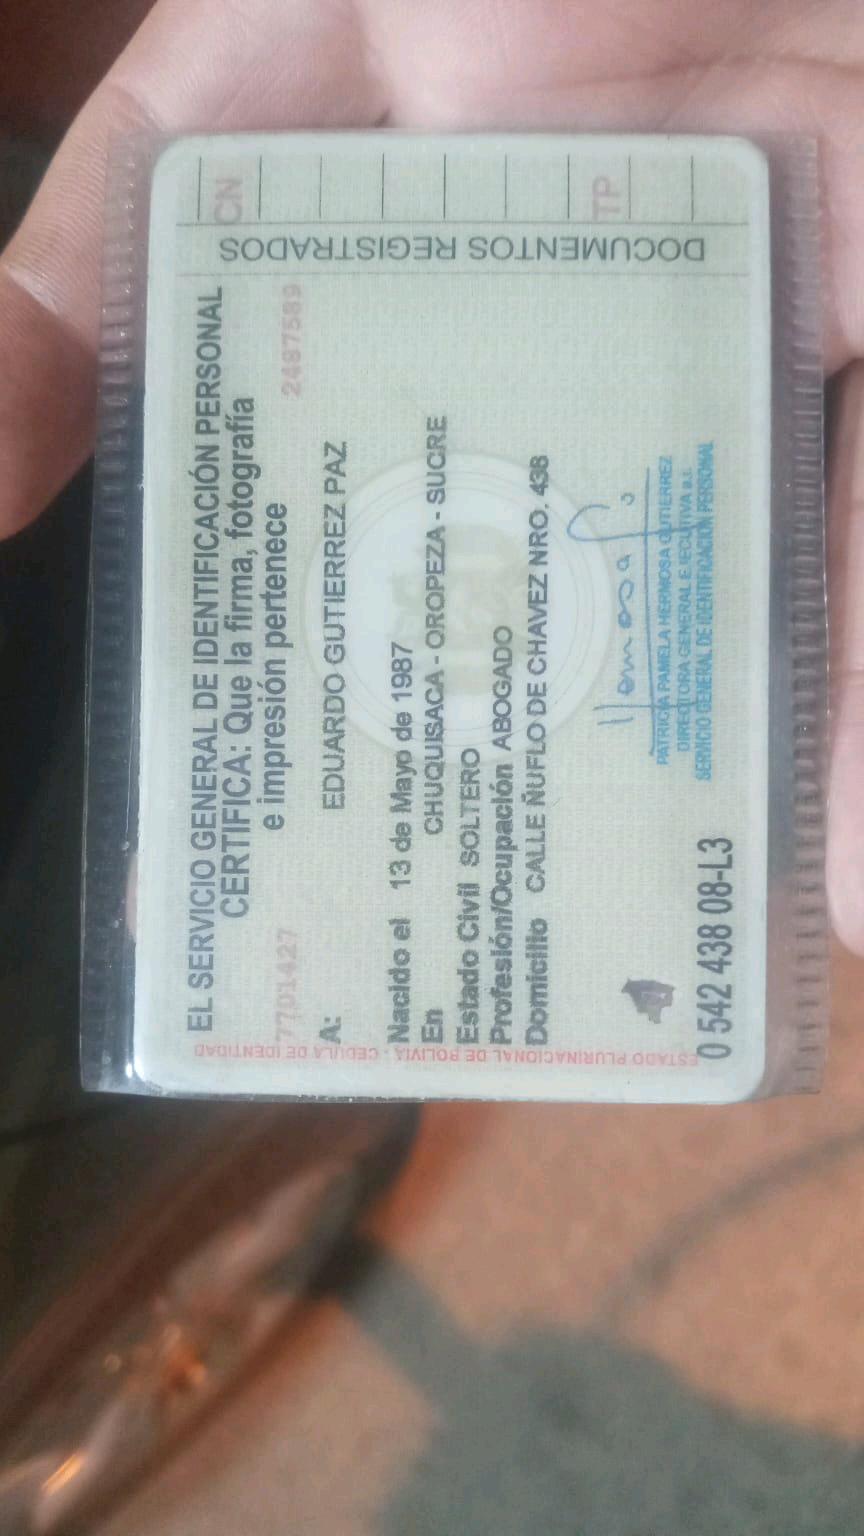 DOCUMENTOS REGISTRADOS
CN
TP
EL SERVICIO GENERAL DE IDENTIFICACIÓN PERSONAL
CERTIFICA: Que la firma, fotografía
e impresión pertenece
7701427
2487589
A: EDUARDO GUTIERREZ PAZ
Nacido el 13 de Mayo de 1987
En CHUQUISACA - OROPEZA - SUCRE
Estado Civil SOLTERO
Profesión/Ocupación ABOGADO
Domicilio CALLE ÑUFLO DE CHAVEZ NRO. 438
PATRICIA PAMELA HERMOSA GUTIERREZ
DIRECTORA GENERAL EJECUTIVA a.i.
SERVICIO GENERAL DE IDENTIFICACIÓN PERSONAL
0 542 438 08-L3
ESTADO PLURINACIONAL DE BOLIVIA - CEDULA DE IDENTIDAD